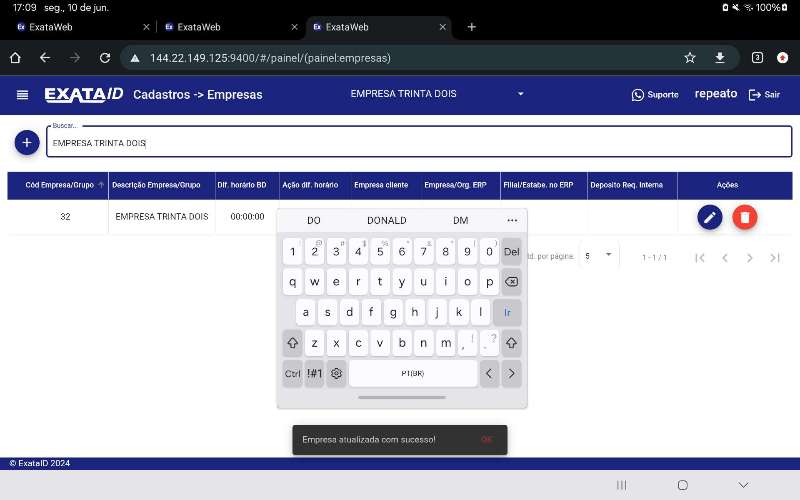 17:09 seg., 10 de jun.
100%
ExataWeb
ExataWeb
ExataWeb
144.22.149.125:9400/#/painel/(painel:empresas)
3
EXATAID
Cadastros -> Empresas
EMPRESA TRINTA DOIS
Suporte
repeato
Sair
Buscar...
EMPRESA TRINTA DOIS
Cód Empresa/Grupo
Descrição Empresa/Grupo
Dif. horário BD
Ação dif. horário
Empresa cliente
Empresa/Org. ERP
Filial/Estabe. no ERP
Deposito Req. Interna
Ações
32
EMPRESA TRINTA DOIS
00:00:00
td. por página.
5
1 - 1 / 1
DO
DONALD
DM
1 2 3 4 5 6 7 8 9 0 Del
q w e r t y u i o p
a s d f g h j k l Ir
z x c v b n m , ! . ?
Ctrl !#1 PT(BR) < >
Empresa atualizada com sucesso!
OK
© ExataID 2024